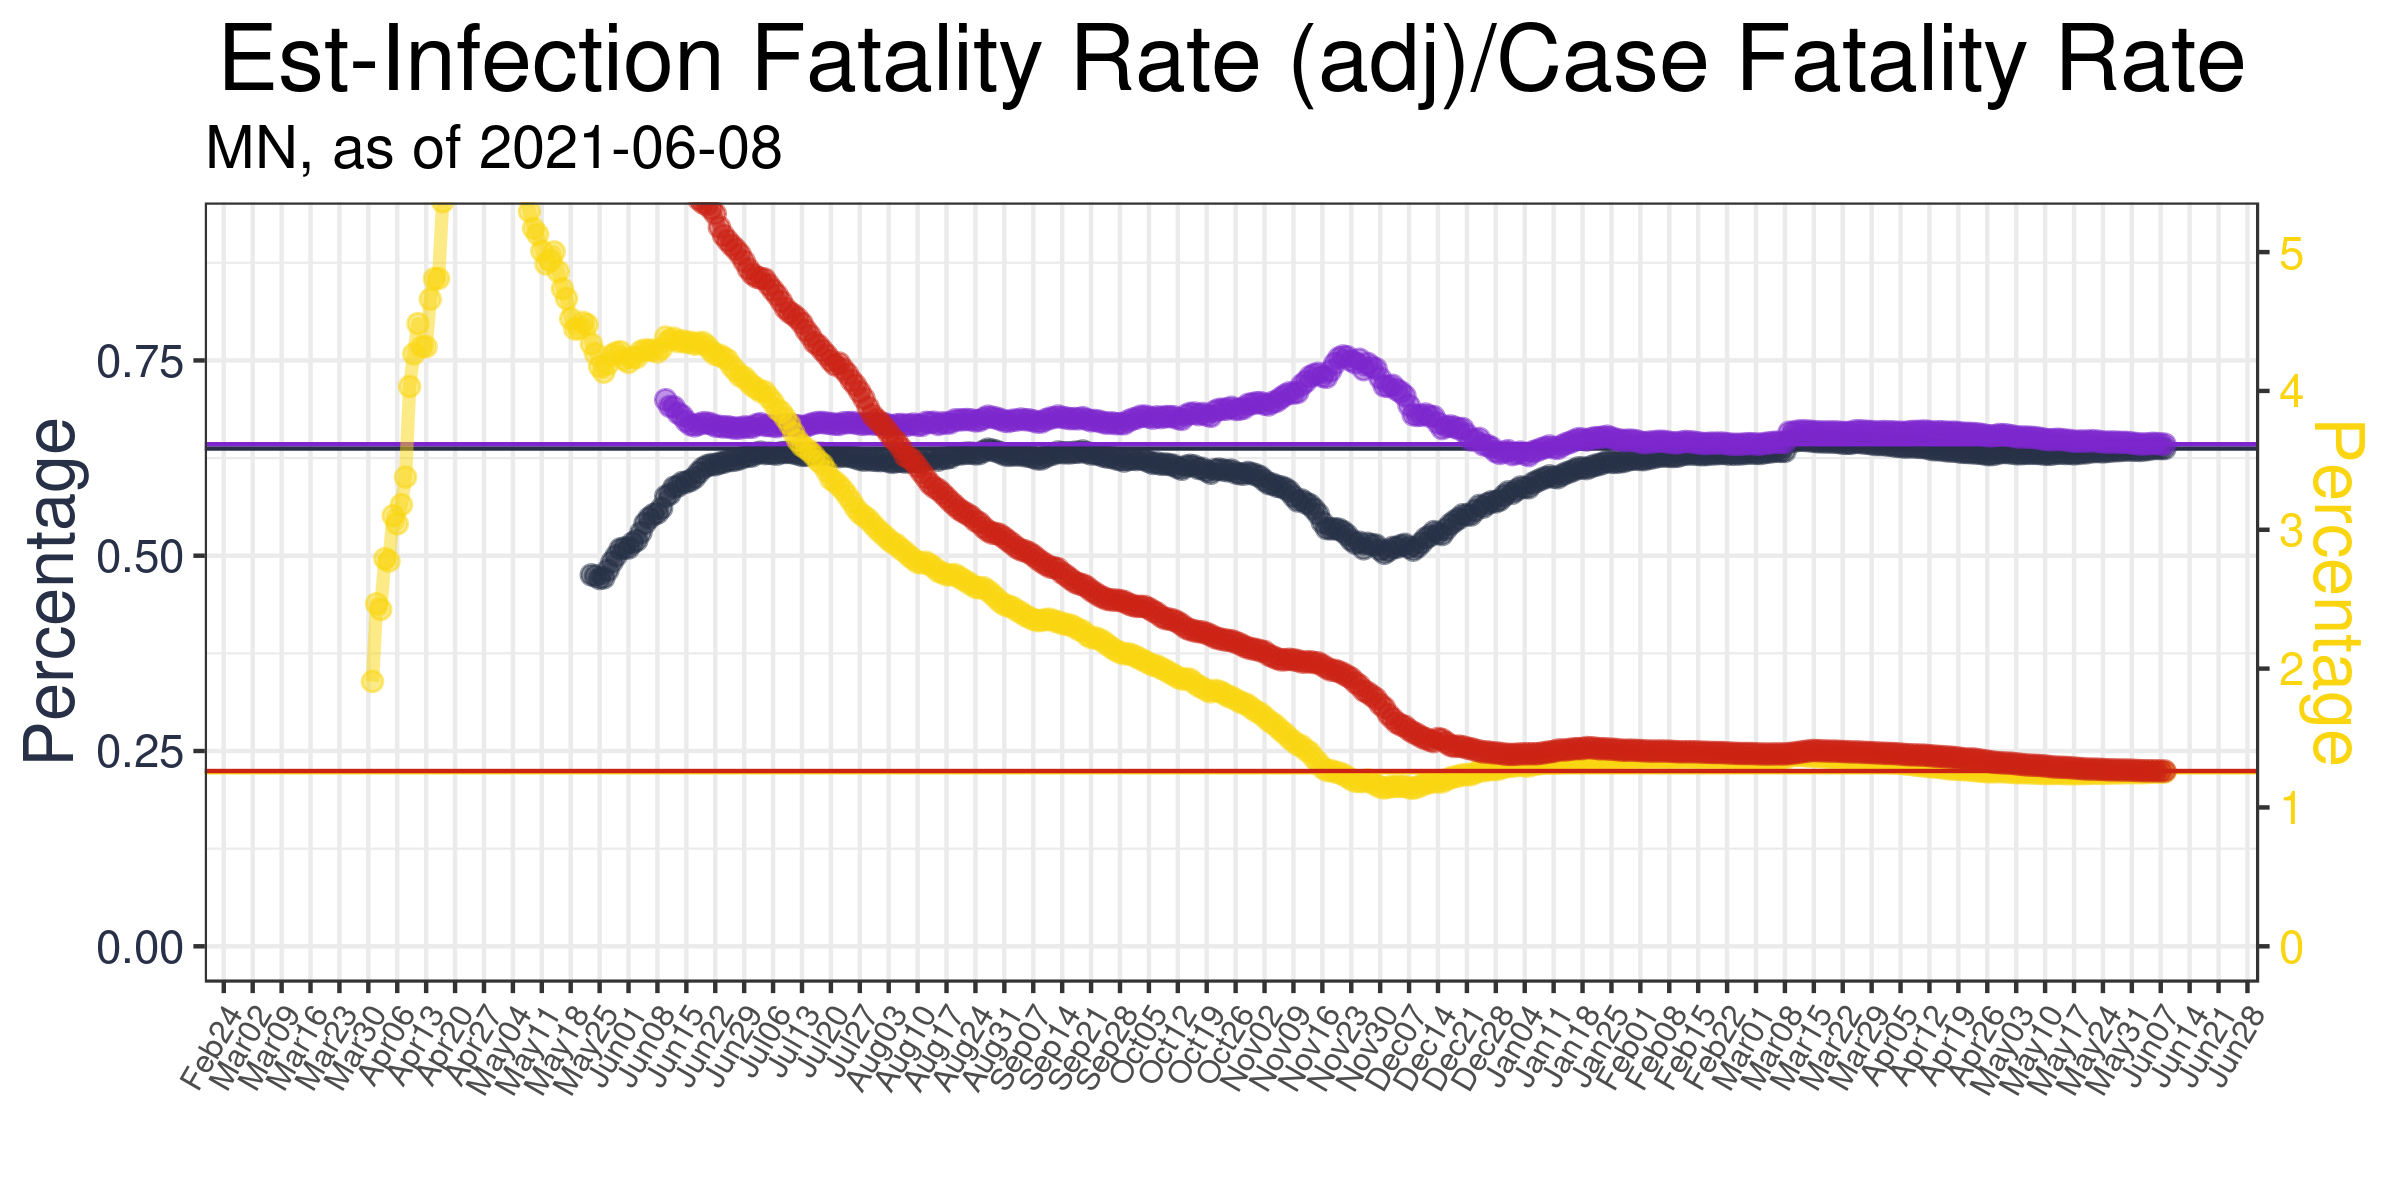 Est-Infection Fatality Rate (adj)/Case Fatality Rate
MN, as of 2021-06-08
Percentage
0.75
0.50
0.25
0.00
5
4
3
2
1
0
Percentage
Feb24
Mar02
Mar09
Mar16
Mar23
Mar30
Apr06
Apr13
Apr20
Apr27
May04
May11
May18
May25
Jun01
Jun08
Jun15
Jun22
Jun29
Jul06
Jul13
Jul20
Jul27
Aug03
Aug10
Aug17
Aug24
Aug31
Sep07
Sep14
Sep21
Sep28
Oct05
Oct12
Oct19
Oct26
Nov02
Nov09
Nov16
Nov23
Nov30
Dec07
Dec14
Dec21
Dec28
Jan04
Jan11
Jan18
Jan25
Feb01
Feb08
Feb15
Feb22
Mar01
Mar08
Mar15
Mar22
Mar29
Apr05
Apr12
Apr19
Apr26
May03
May10
May17
May24
May31
Jun07
Jun14
Jun21
Jun28